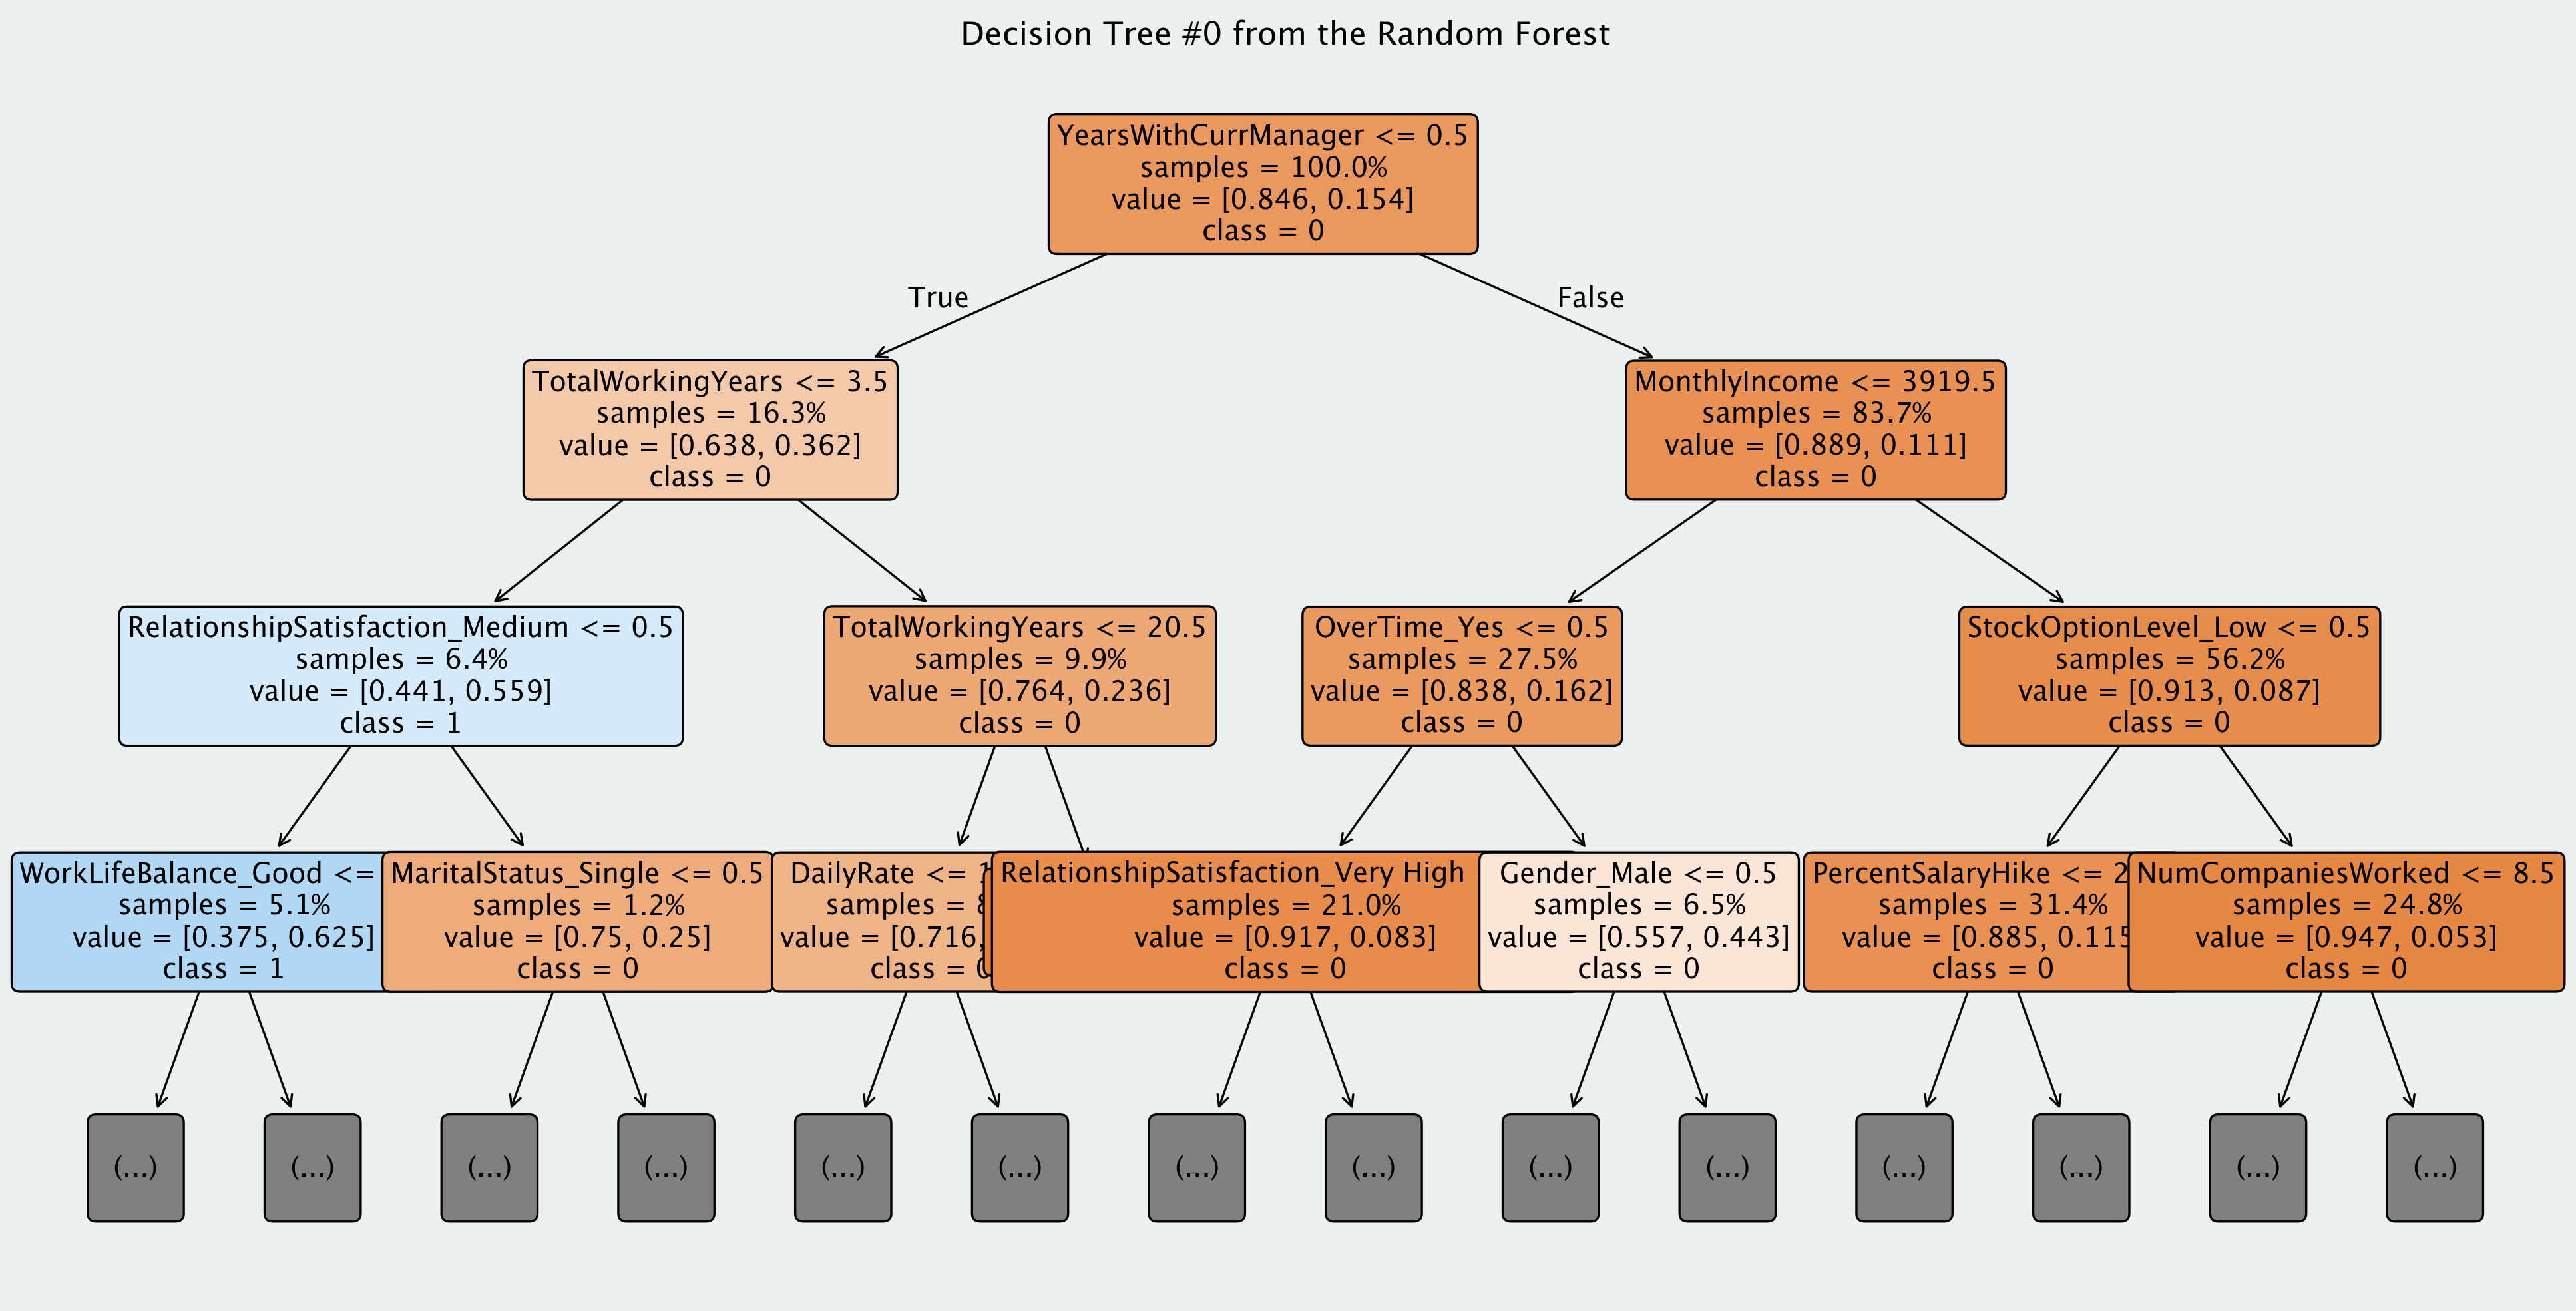 Decision Tree #0 from the Random Forest
YearsWithCurrManager <= 0.5
samples = 100.0%
value = [0.846, 0.154]
class = 0
True
False
TotalWorkingYears <= 3.5
samples = 16.3%
value = [0.638, 0.362]
class = 0
MonthlyIncome <= 3919.5
samples = 83.7%
value = [0.889, 0.111]
class = 0
RelationshipSatisfaction_Medium <= 0.5
samples = 6.4%
value = [0.441, 0.559]
class = 1
TotalWorkingYears <= 20.5
samples = 9.9%
value = [0.764, 0.236]
class = 0
OverTime_Yes <= 0.5
samples = 27.5%
value = [0.838, 0.162]
class = 0
StockOptionLevel_Low <= 0.5
samples = 56.2%
value = [0.913, 0.087]
class = 0
WorkLifeBalance_Good <=
samples = 5.1%
value = [0.375, 0.625]
class = 1
MaritalStatus_Single <= 0.5
samples = 1.2%
value = [0.75, 0.25]
class = 0
DailyRate <=
samples =
value = [0.716,
class =
RelationshipSatisfaction_Very High
samples = 21.0%
value = [0.917, 0.083]
class = 0
Gender_Male <= 0.5
samples = 6.5%
value = [0.557, 0.443]
class = 0
PercentSalaryHike <=
samples = 31.4%
value = [0.885, 0.115
class = 0
NumCompaniesWorked <= 8.5
samples = 24.8%
value = [0.947, 0.053]
class = 0
(...)
(...)
(...)
(...)
(...)
(...)
(...)
(...)
(...)
(...)
(...)
(...)
(...)
(...)